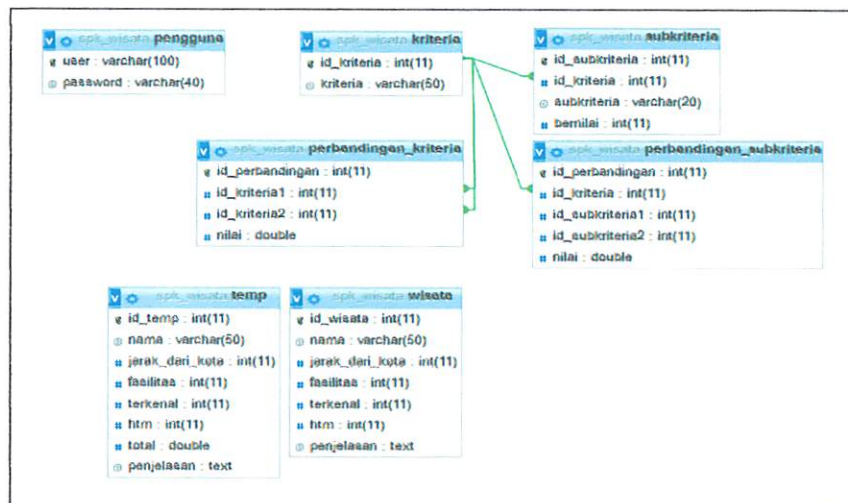 spk_wisata pengguna
user : varchar(100)
password : varchar(40)
spk_wisata kriteria
id_kriteria : int(11)
kriteria : varchar(50)
spk_wisata subkriteria
id_subkriteria : int(11)
id_kriteria : int(11)
subkriteria : varchar(20)
bernilai : int(11)
spk_wisata perbandingan_kriteria
id_perbandingan : int(11)
id_kriteria1 : int(11)
id_kriteria2 : int(11)
nilai : double
spk_wisata perbandingan_subkriteria
id_perbandingan : int(11)
id_kriteria : int(11)
id_subkriteria1 : int(11)
id_subkriteria2 : int(11)
nilai : double
spk_wisata temp
id_temp : int(11)
nama : varchar(50)
jarak_dari_kota : int(11)
fasilitas : int(11)
terkenal : int(11)
htm : int(11)
total : double
penjelasan : text
spk_wisata wisata
id_wisata : int(11)
nama : varchar(50)
jarak_dari_kota : int(11)
fasilitas : int(11)
terkenal : int(11)
htm : int(11)
penjelasan : text